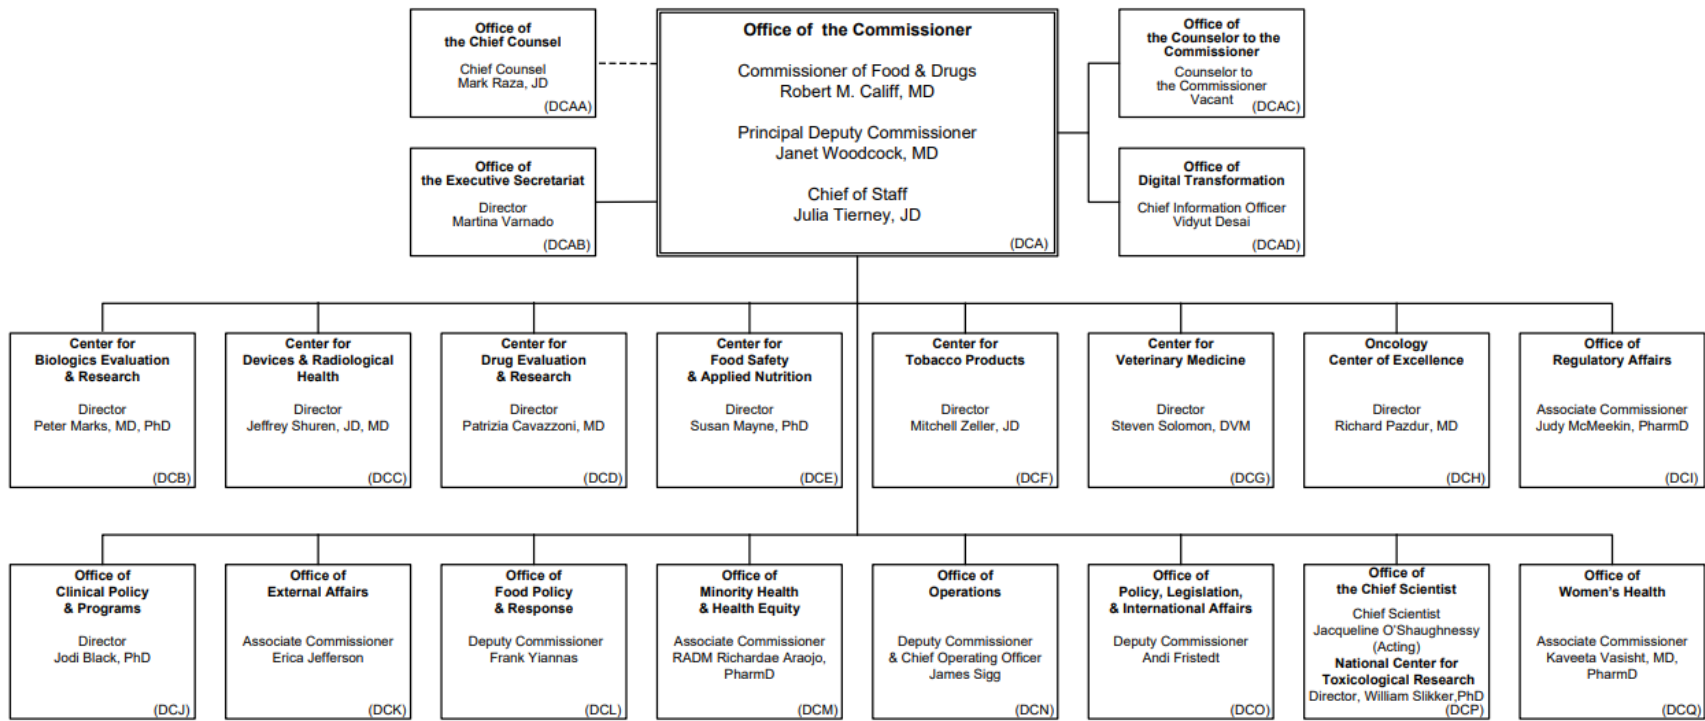 Office of
the Chief Counsel
Chief Counsel
Mark Raza, JD
(DCAA)
Office of the Commissioner
Commissioner of Food & Drugs
Robert M. Califf, MD
Principal Deputy Commissioner
Janet Woodcock, MD
Chief of Staff
Julia Tierney, JD
(DCA)
Office of
the Counselor to the
Commissioner
Counselor to
the Commissioner
Vacant
(DCAC)
Office of
the Executive Secretariat
Director
Martina Varnado
(DCAB)
Office of
Digital Transformation
Chief Information Officer
Vidyut Desai
(DCAD)
Center for
Biologics Evaluation
& Research
Director
Peter Marks, MD, PhD
(DCB)
Center for
Devices & Radiological
Health
Director
Jeffrey Shuren, JD, MD
(DCC)
Center for
Drug Evaluation
& Research
Director
Patrizia Cavazzoni, MD
(DCD)
Center for
Food Safety
& Applied Nutrition
Director
Susan Mayne, PhD
(DCE)
Center for
Tobacco Products
Director
Mitchell Zeller, JD
(DCF)
Center for
Veterinary Medicine
Director
Steven Solomon, DVM
(DCG)
Oncology
Center of Excellence
Director
Richard Pazdur, MD
(DCH)
Office of
Regulatory Affairs
Associate Commissioner
Judy McMeekin, PharmD
(DCI)
Office of
Clinical Policy
& Programs
Director
Jodi Black, PhD
(DCJ)
Office of
External Affairs
Associate Commissioner
Erica Jefferson
(DCK)
Office of
Food Policy
& Response
Deputy Commissioner
Frank Yiannas
(DCL)
Office of
Minority Health
& Health Equity
Associate Commissioner
RADM Richardae Araojo,
PharmD
(DCM)
Office of
Operations
Deputy Commissioner
& Chief Operating Officer
James Sigg
(DCN)
Office of
Policy, Legislation,
& International Affairs
Deputy Commissioner
Andi Fristedt
(DCO)
Office of
the Chief Scientist
Chief Scientist
Jacqueline O'Shaughnessy
(Acting)
National Center for
Toxicological Research
Director, William Slikker,PhD
(DCP)
Office of
Women's Health
Associate Commissioner
Kaveeta Vasisht, MD,
PharmD
(DCQ)